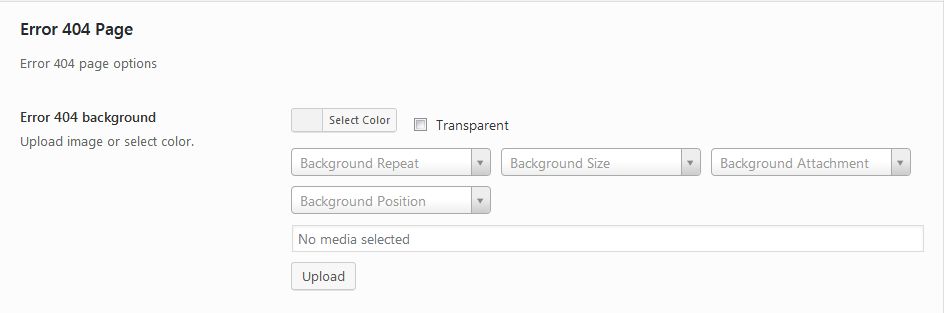 Error 404 Page
Error 404 page options
Error 404 background
Upload image or select color.
Select Color
Transparent
Background Repeat
Background Size
Background Attachment
Background Position
No media selected
Upload